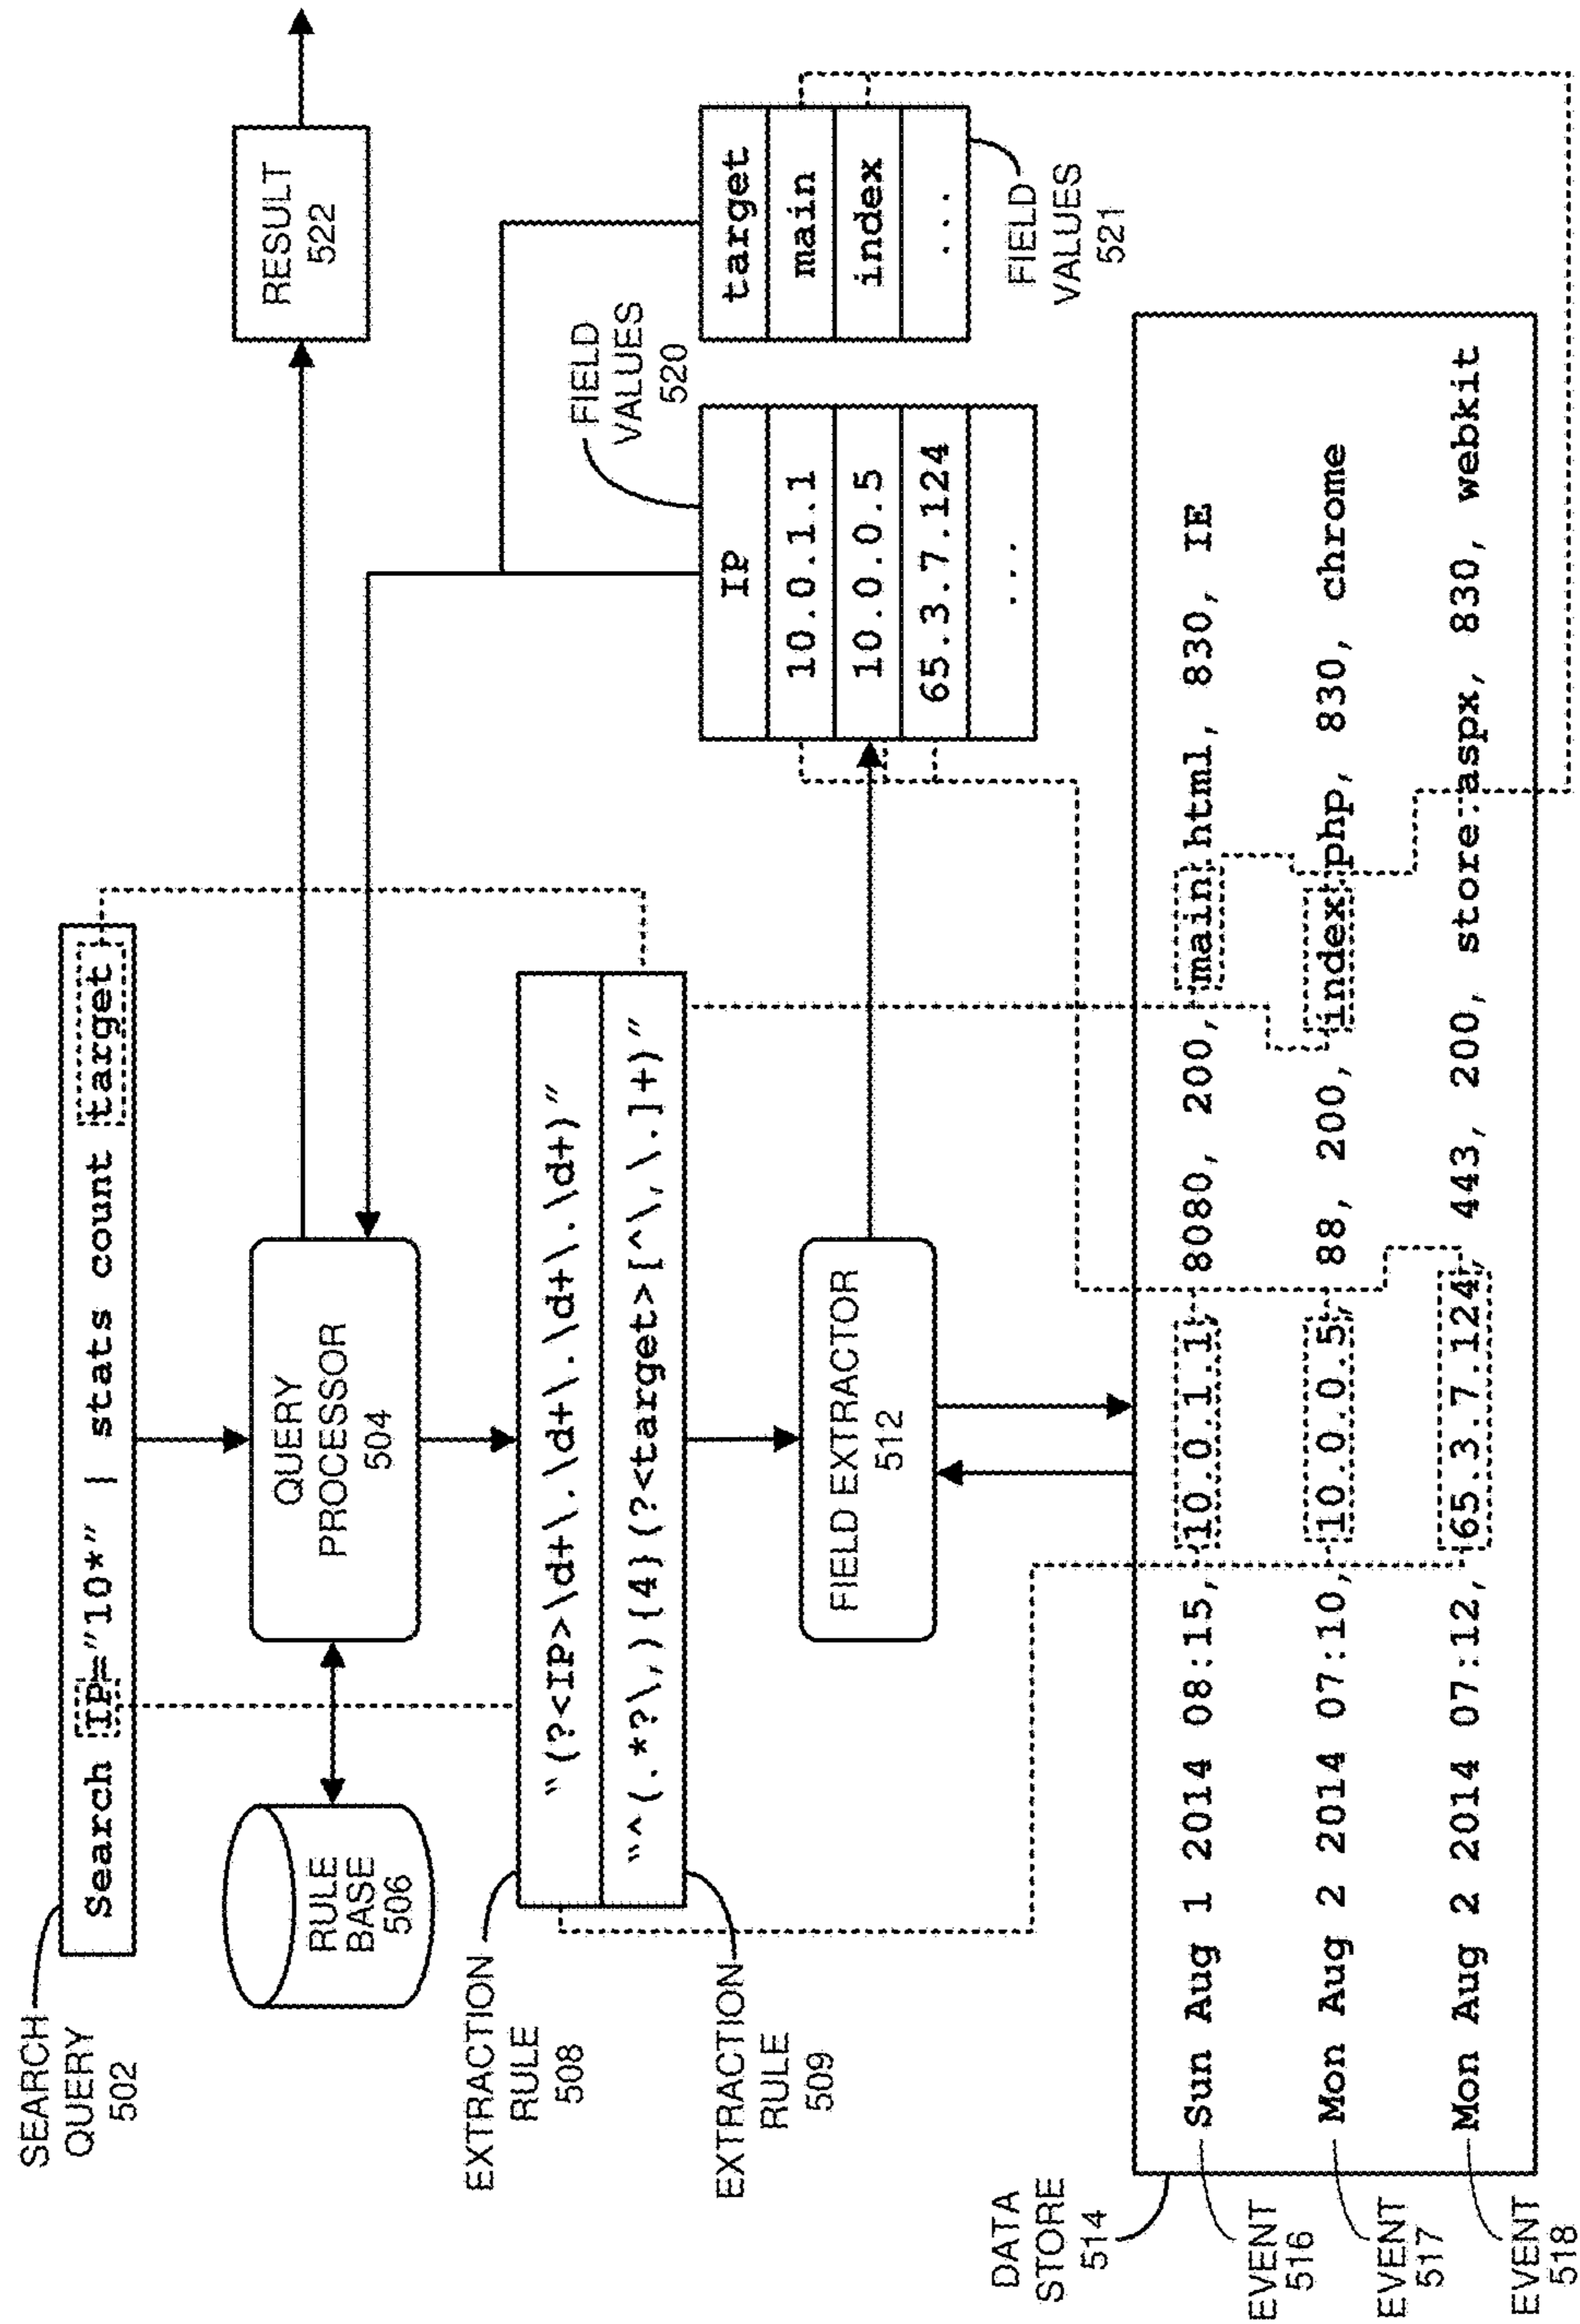 SEARCH
QUERY
502
Search IP="10*" | stats count target
RULE
BASE
506
QUERY
PROCESSOR
504
RESULT
522
EXTRACTION
RULE
508
"(?<IP>\d+\.\d+\.\d+\.\d+)"
"^(.*?\,){4}(?<target>[^\,\.]+)"
EXTRACTION
RULE
509
FIELD EXTRACTOR
512
FIELD
VALUES
520
IP
10.0.1.1
10.0.0.5
65.3.7.124
...
target
main
index
...
FIELD
VALUES
521
DATA
STORE
514
Sun Aug 1 2014 08:15, 10.0.1.1, 8080, 200, main.html, 830, IE
Mon Aug 2 2014 07:10, 10.0.0.5, 88, 200, index.php, 830, chrome
Mon Aug 2 2014 07:12, 65.3.7.124, 443, 200, store.aspx, 830, webkit
EVENT
516
EVENT
517
EVENT
518